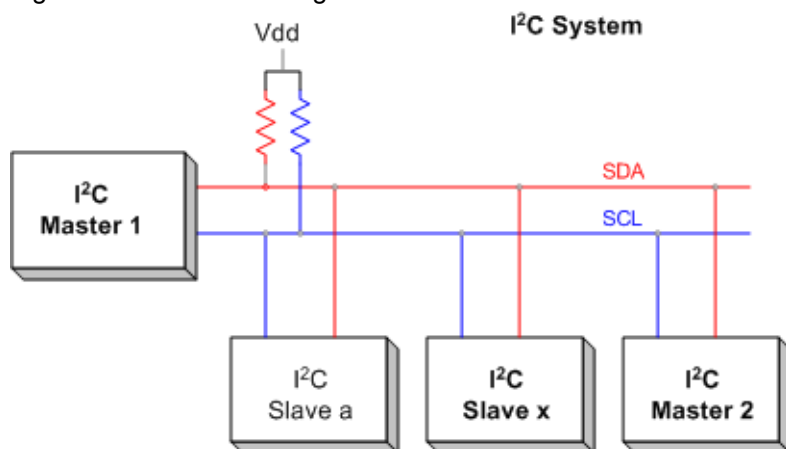 I²C System
Vdd
I²C
Master 1
SDA
SCL
I²C
Slave a
I²C
Slave x
I²C
Master 2